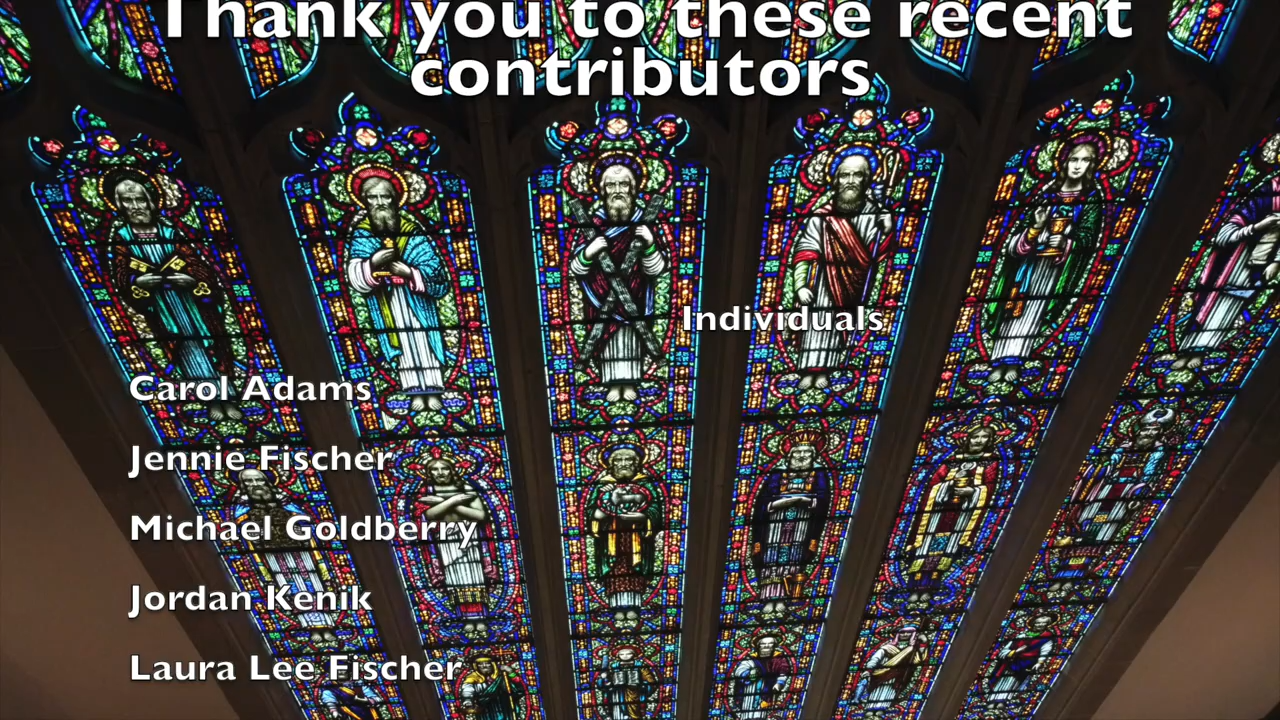 Thank you to these recent
contributors
Individuals
Carol Adams
Jennie Fischer
Michael Goldberry
Jordan Kenik
Laura Lee Fischer